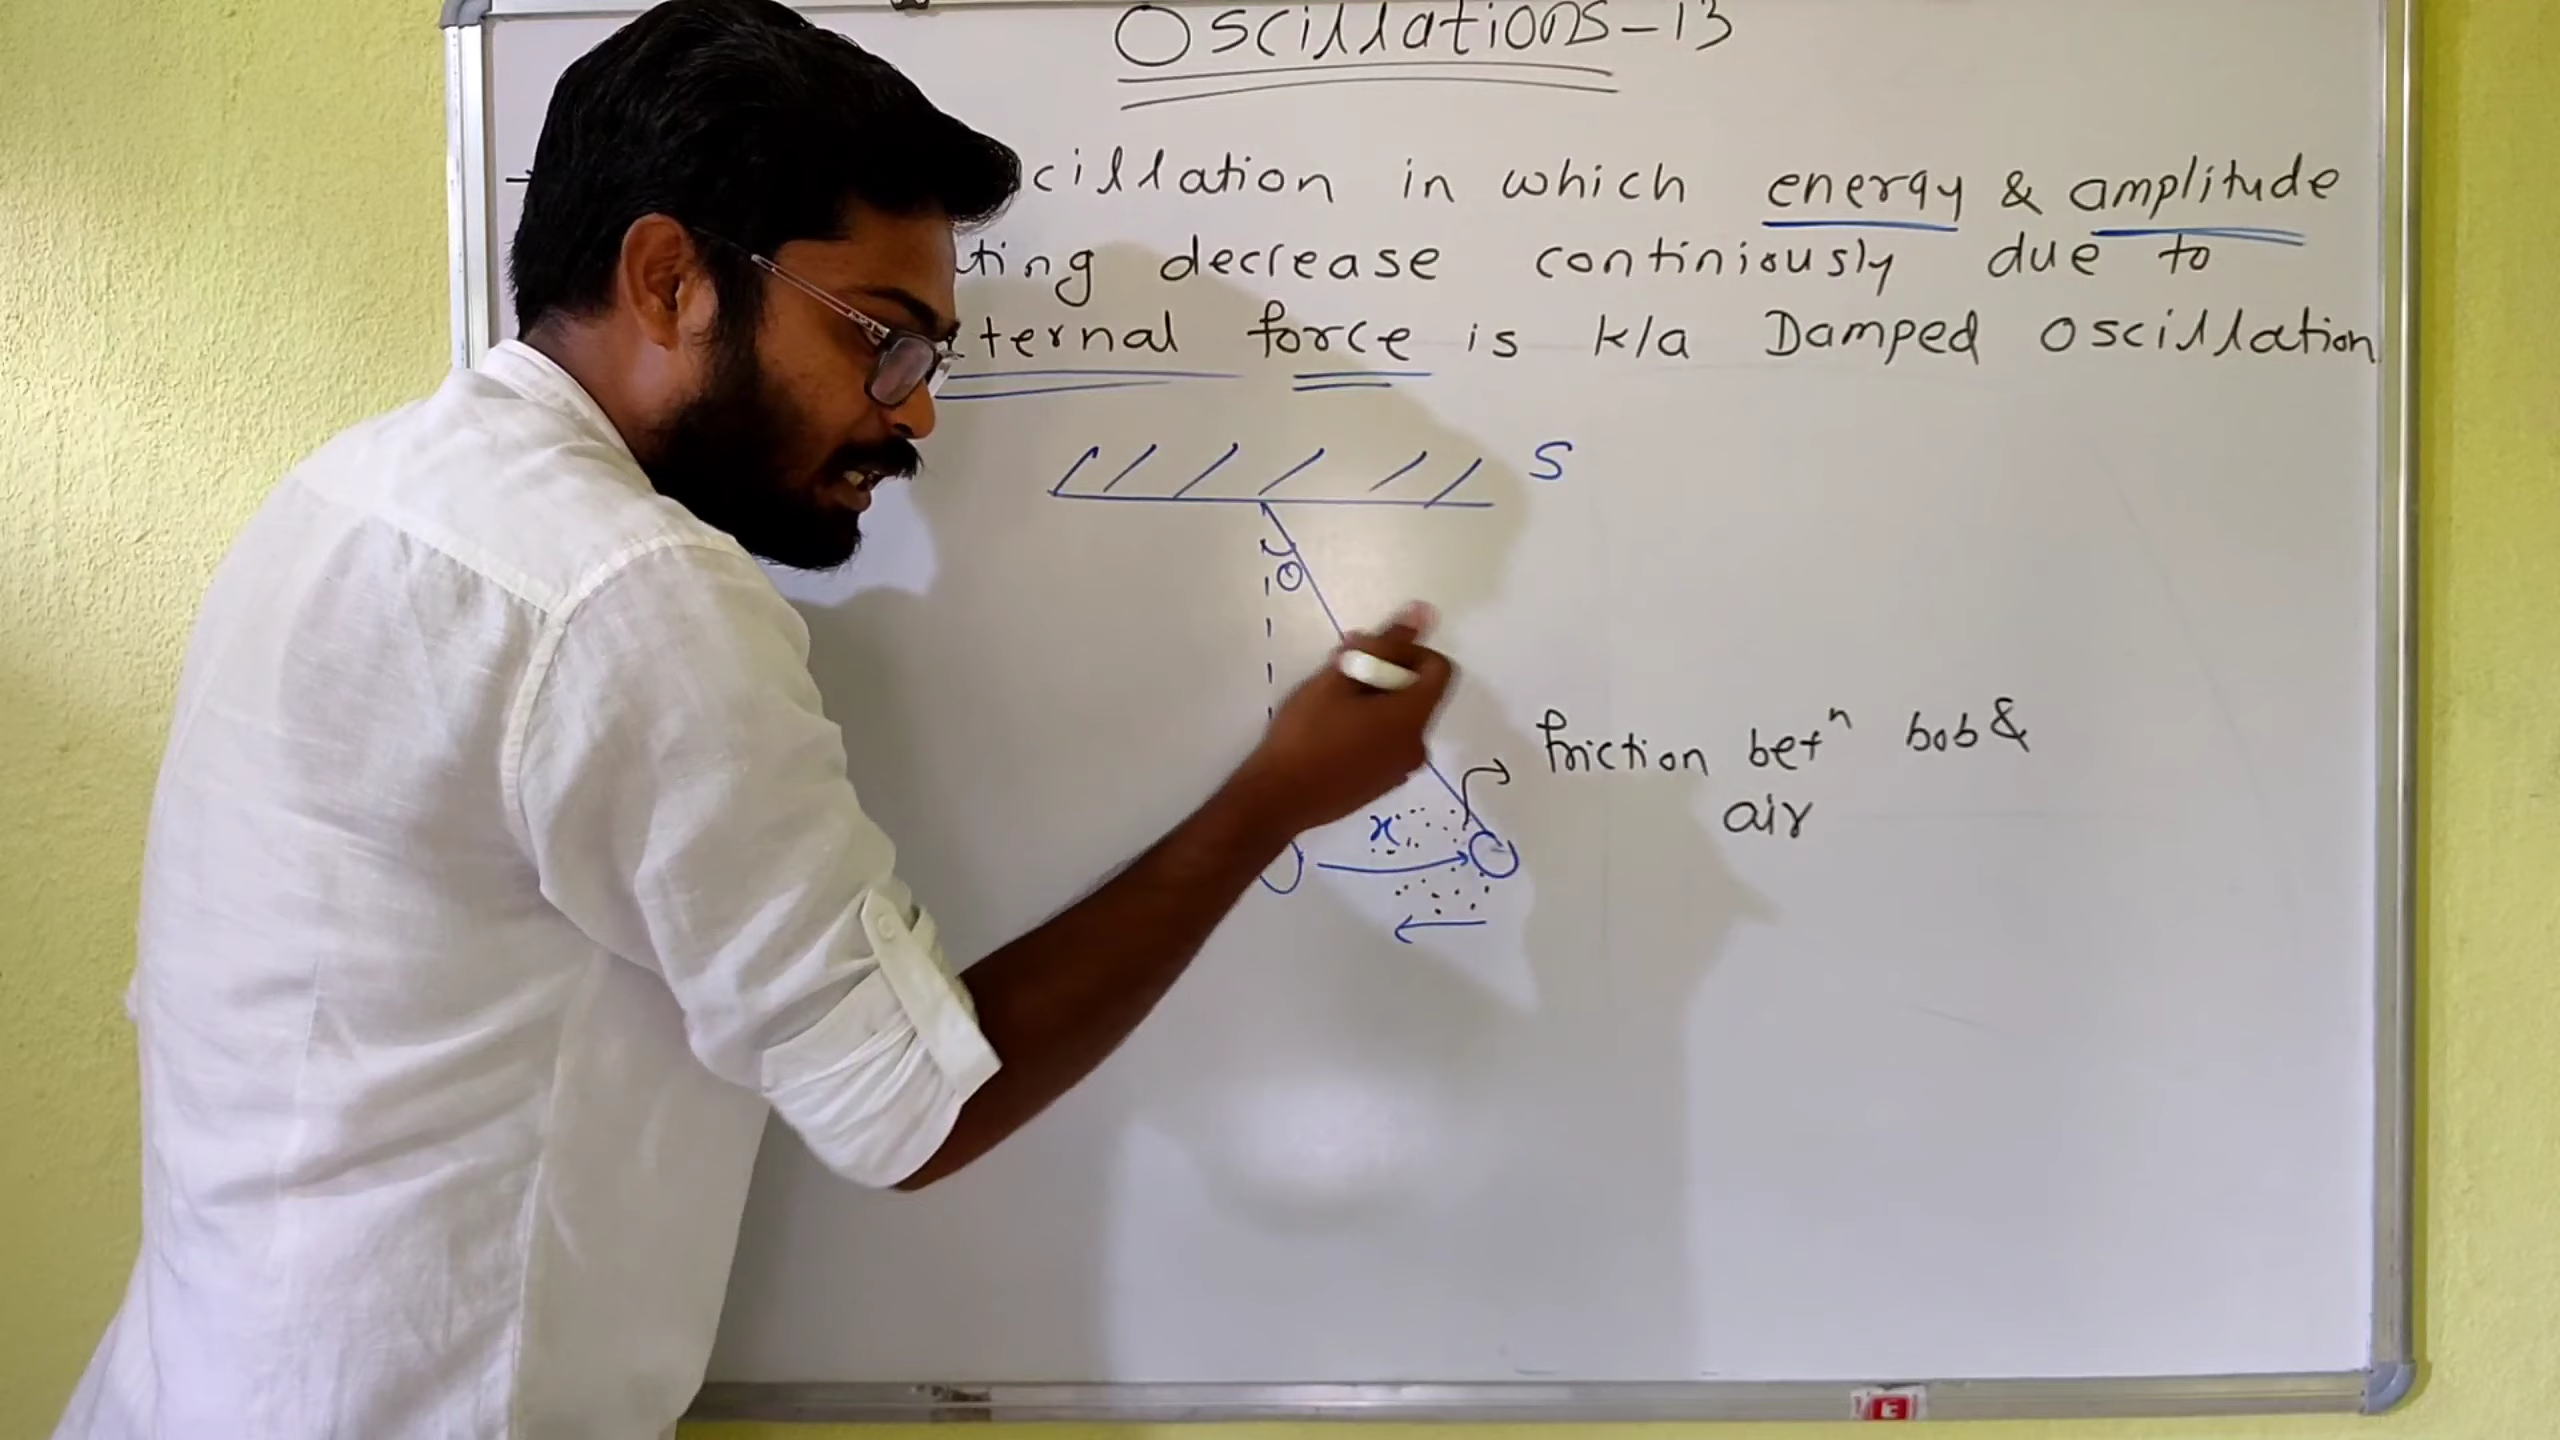 Oscillations-13
cillation in which energy & amplitude
ting decrease continiously due to
ternal force is k/a Damped oscillation
S
θ
friction betⁿ bob &
air
x
E